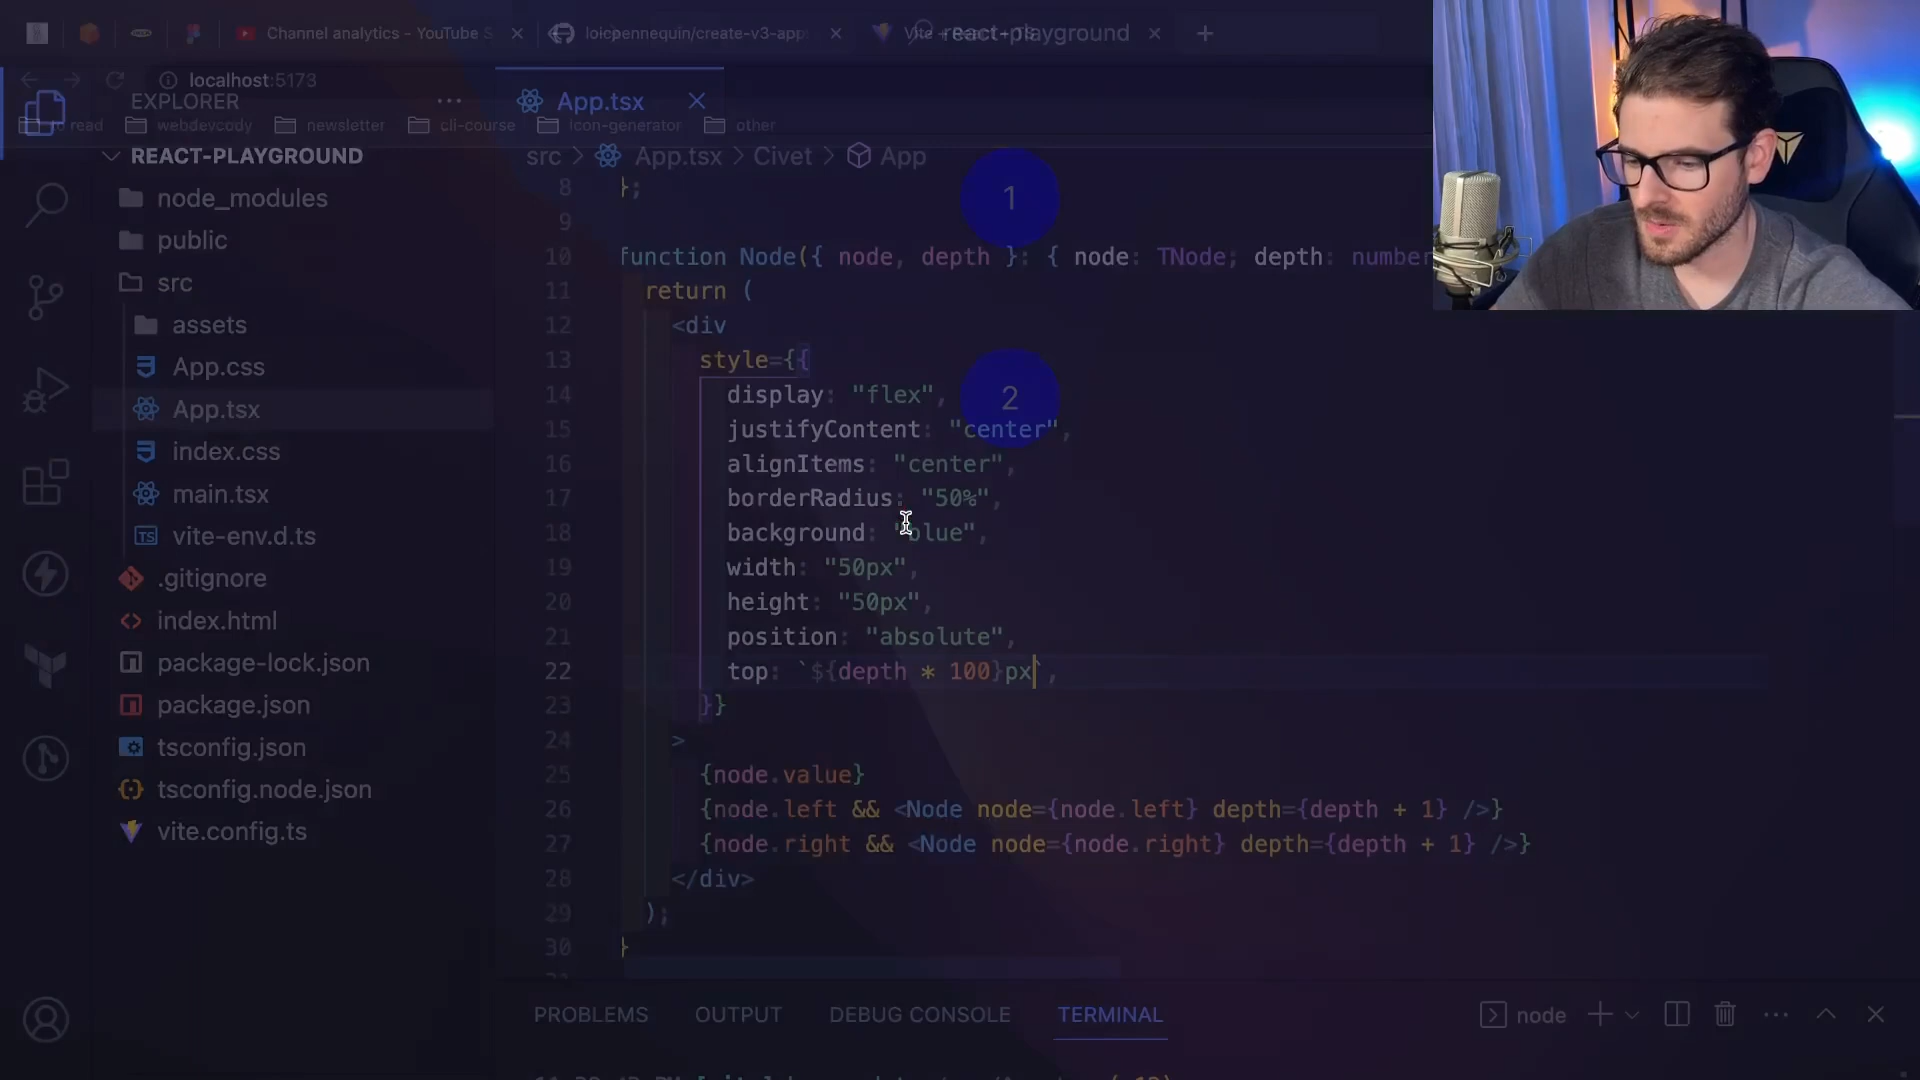 Channel analytics - YouTube S
loicpennequin/create-v3-app
Vite + React + TS
react-playground
localhost:5173
EXPLORER
App.tsx
to read
webdevcody
newsletter
cli-course
icon-generator
other
REACT-PLAYGROUND
src > App.tsx > Civet > App
node_modules
public
src
assets
App.css
App.tsx
index.css
main.tsx
vite-env.d.ts
.gitignore
index.html
package-lock.json
package.json
tsconfig.json
tsconfig.node.json
vite.config.ts
1
2
8 };
9
10 function Node({ node, depth }: { node: TNode; depth: number
11 return (
12 <div
13 style={{
14 display: "flex",
15 justifyContent: "center",
16 alignItems: "center",
17 borderRadius: "50%",
18 background: "blue",
19 width: "50px",
20 height: "50px",
21 position: "absolute",
22 top: `${depth * 100}px`,
23 }}
24 >
25 {node.value}
26 {node.left && <Node node={node.left} depth={depth + 1} />}
27 {node.right && <Node node={node.right} depth={depth + 1} />}
28 </div>
29 );
30 }
PROBLEMS
OUTPUT
DEBUG CONSOLE
TERMINAL
node